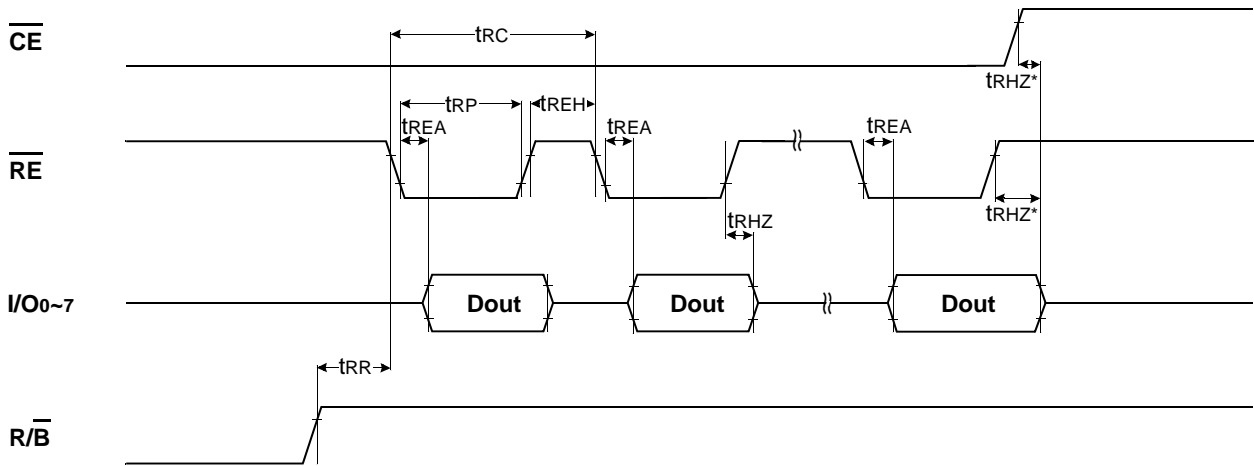 CE
tRC
tRHZ*
tRP
tREH
tREA
tREA
tREA
RE
tRHZ*
tRHZ
I/O0~7
Dout
Dout
Dout
tRR
R/B